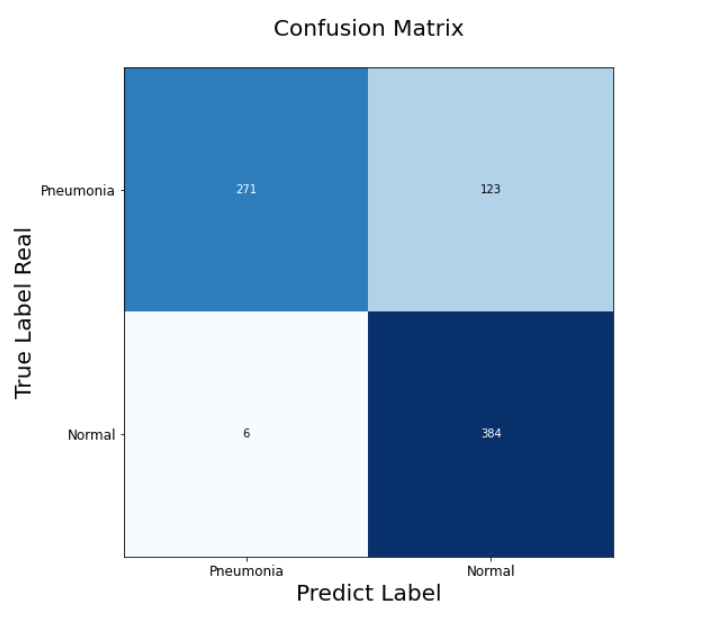 Confusion Matrix
Pneumonia
271
123
True Label Real
Normal
6
384
Pneumonia
Normal
Predict Label